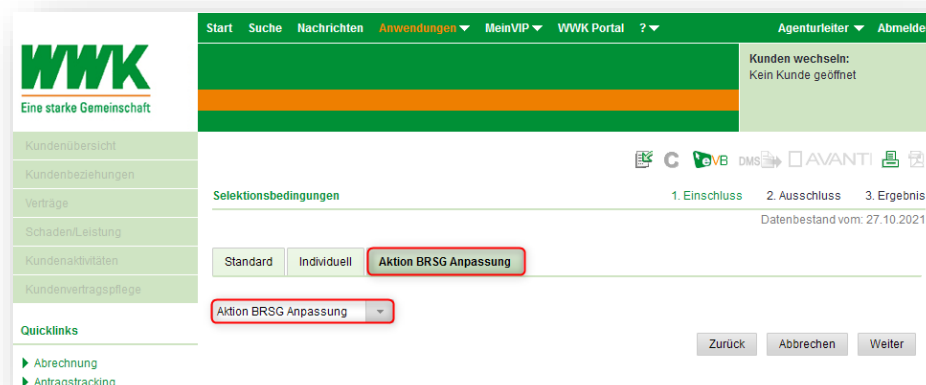 Start Suche Nachrichten Anwendungen MeinVIP WWK Portal ? Agenturleiter Abmelde
WWK
Eine starke Gemeinschaft
Kunden wechseln:
Kein Kunde geöffnet
Kundenübersicht
Kundenbeziehungen
Verträge
Schaden/Leistung
Kundenaktivitäten
Kundenvertragspflege
Quicklinks
Abrechnung
Antragstracking
C eVB DMS AVANTI
Selektionsbedingungen 1. Einschluss 2. Ausschluss 3. Ergebnis
Datenbestand vom: 27.10.2021
Standard Individuell Aktion BRSG Anpassung
Aktion BRSG Anpassung
Zurück Abbrechen Weiter